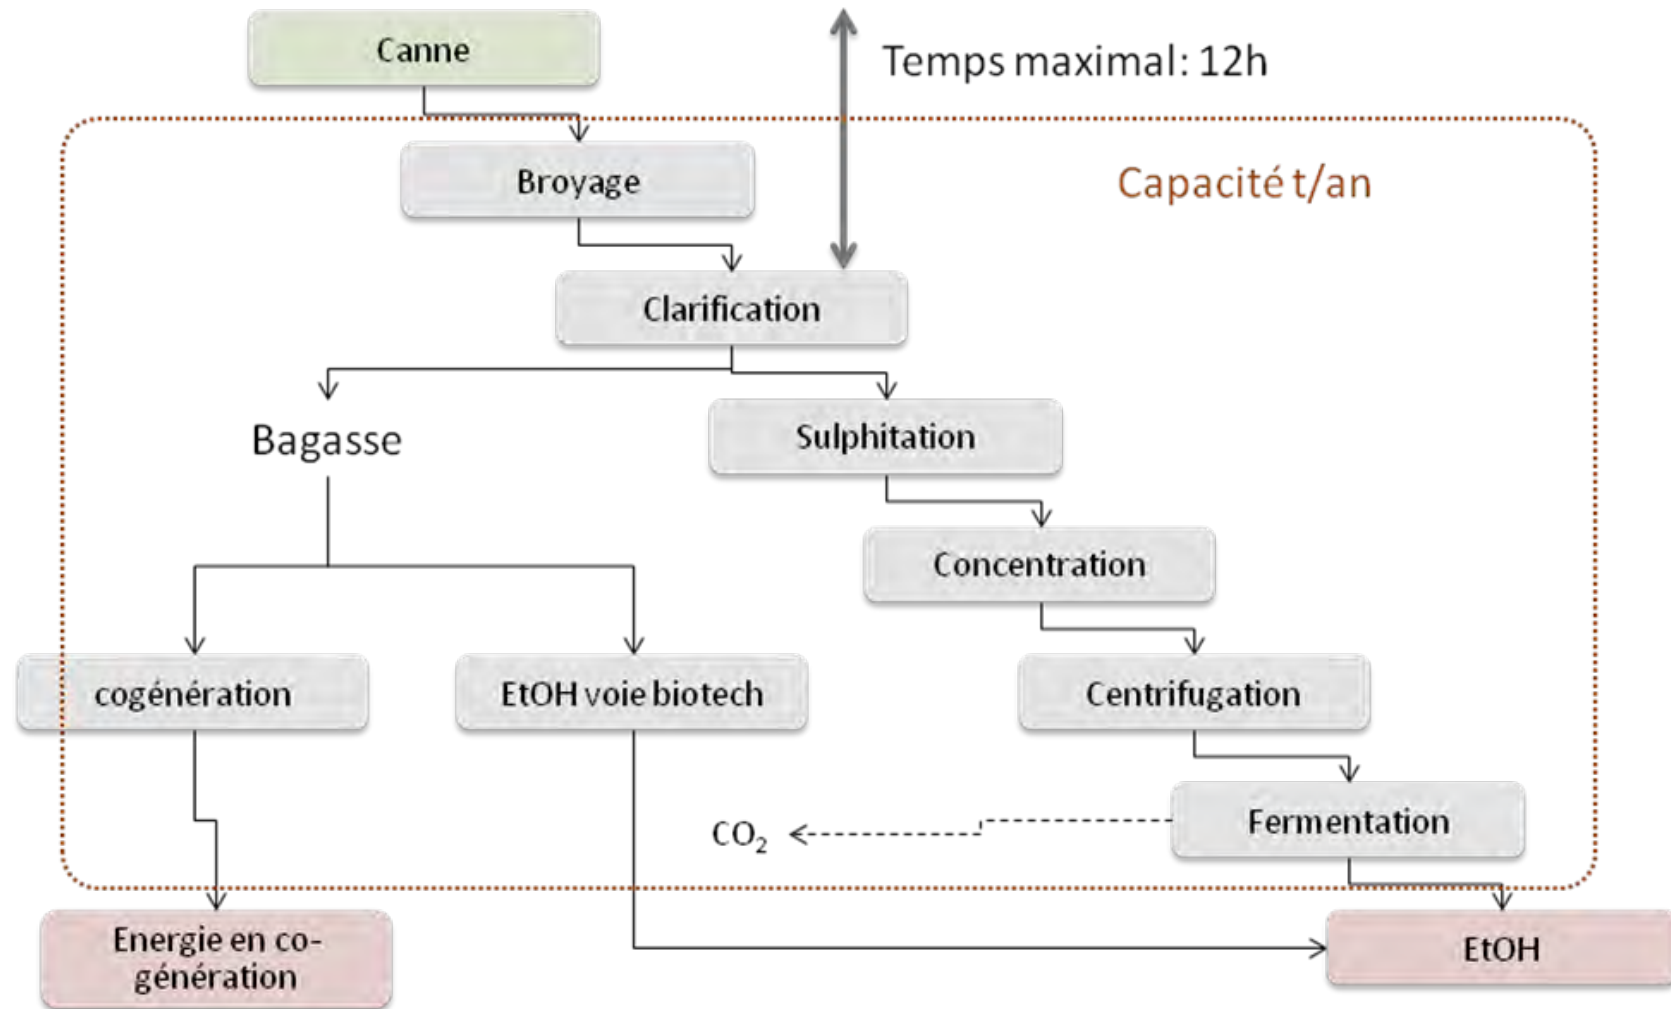 Canne
Temps maximal: 12h
Broyage
Capacité t/an
Clarification
Bagasse
Sulphitation
Concentration
cogénération
EtOH voie biotech
Centrifugation
CO₂
Fermentation
Energie en co-
génération
EtOH